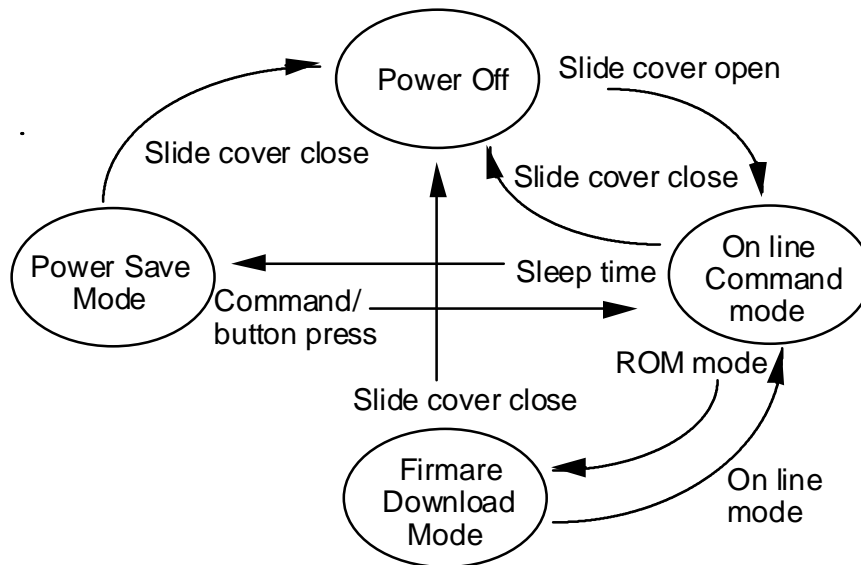 Power Off
Slide cover open
Slide cover close
Slide cover close
Power Save
Mode
On line
Command
mode
Sleep time
Command/
button press
ROM mode
Slide cover close
Firmare
Download
Mode
On line
mode